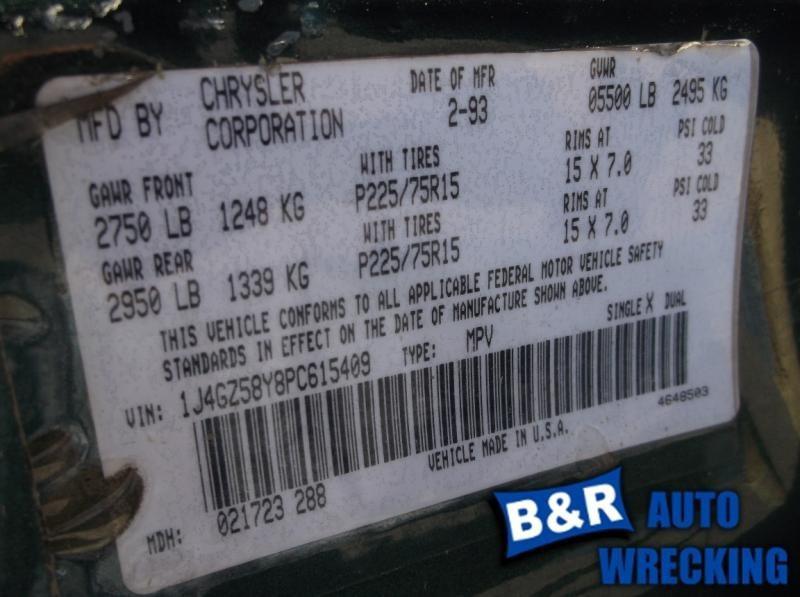 MFD BY CHRYSLER CORPORATION DATE OF MFR 2-93 GVWR 05500 LB 2495 KG
GAWR FRONT WITH TIRES RIMS AT PSI COLD
2750 LB 1248 KG P225/75R15 15 X 7.0 33
GAWR REAR WITH TIRES RIMS AT PSI COLD
2950 LB 1339 KG P225/75R15 15 X 7.0 33
THIS VEHICLE CONFORMS TO ALL APPLICABLE FEDERAL MOTOR VEHICLE SAFETY
STANDARDS IN EFFECT ON THE DATE OF MANUFACTURE SHOWN ABOVE.
VIN: 1J4GZ58Y8PC615409 TYPE: MPV SINGLE X DUAL
4648503
VEHICLE MADE IN U.S.A.
MDH: 021723 288
B&R AUTO
WRECKING